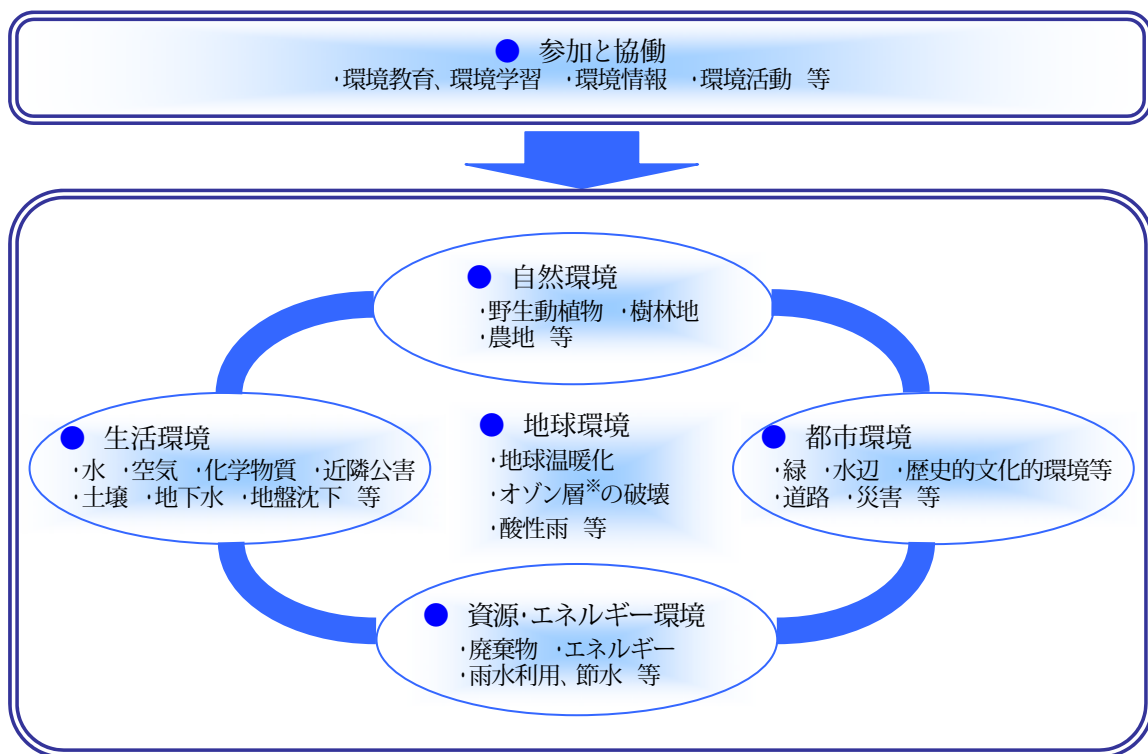 ● 参加と協働
・環境教育、環境学習　・環境情報　・環境活動　等
● 自然環境
・野生動植物　・樹林地
・農地　等
● 生活環境
・水　・空気　・化学物質　・近隣公害
・土壌　・地下水　・地盤沈下　等
● 地球環境
・地球温暖化
・オゾン層※の破壊
・酸性雨　等
● 都市環境
・緑　・水辺　・歴史的文化的環境等
・道路　・災害　等
● 資源・エネルギー環境
・廃棄物　・エネルギー
・雨水利用、節水　等